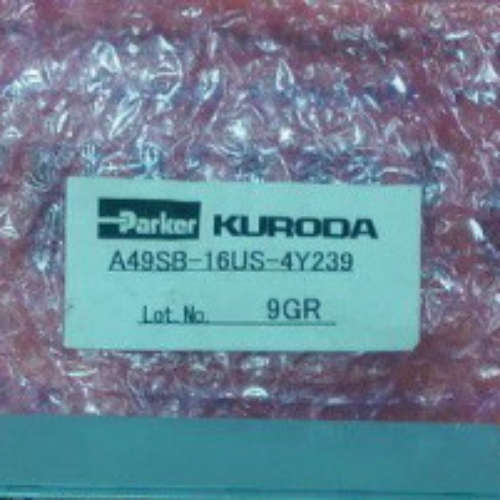 Parker KURODA
A49SB-16US-4Y239
Lot.No. 9GR